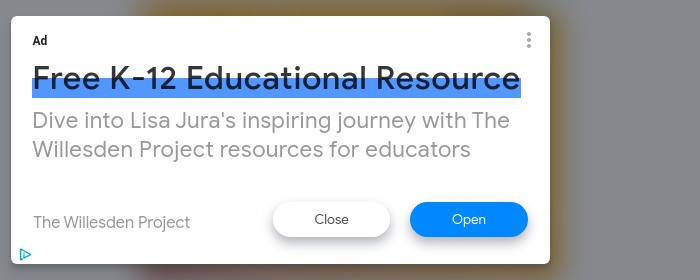 Ad
Free K-12 Educational Resource
Dive into Lisa Jura's inspiring journey with The
Willesden Project resources for educators
The Willesden Project
Close
Open